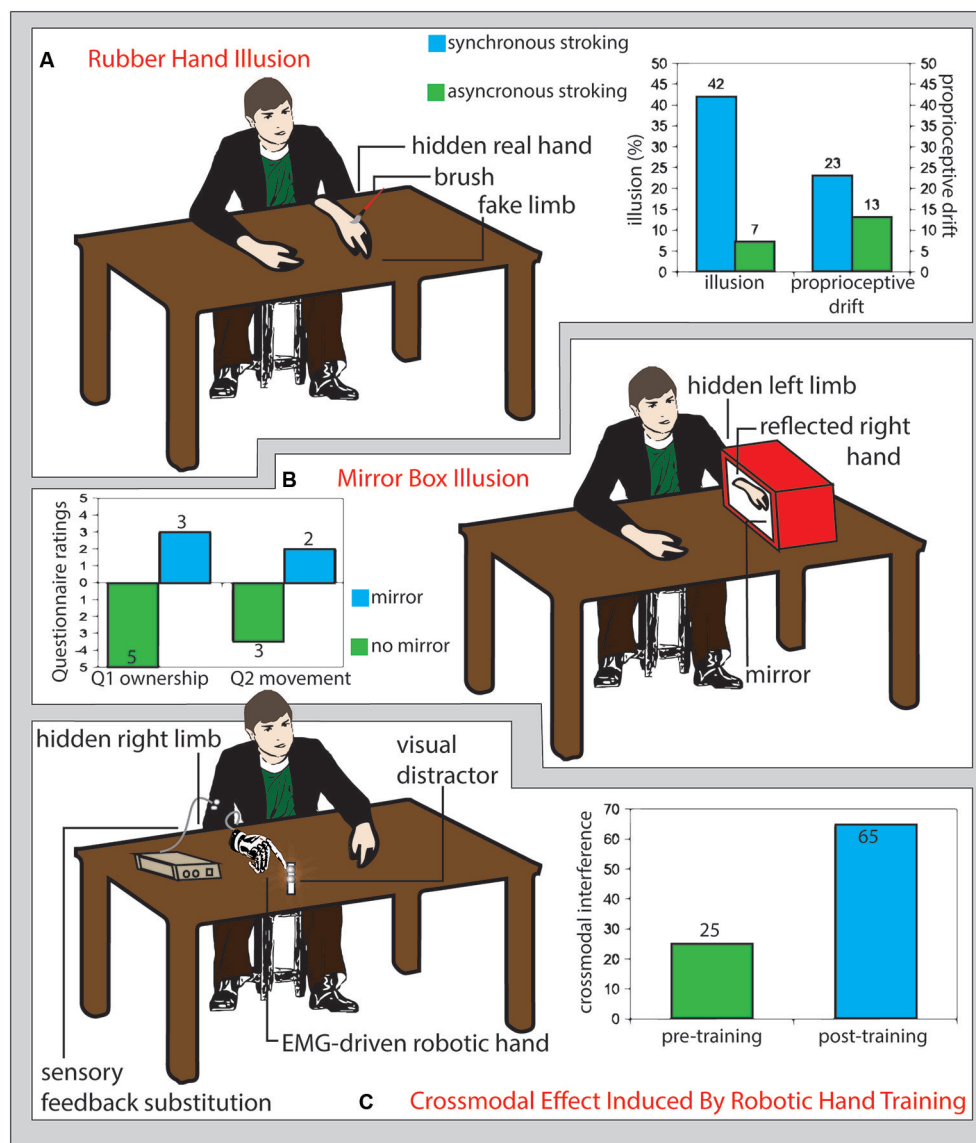 A
Rubber Hand Illusion
synchronous stroking
asyncronous stroking
hidden real hand
brush
fake limb
illusion (%)
50
45
40
35
30
25
20
15
10
5
0
42
7
23
13
50
45
40
35
30
25
20
15
10
5
0
proprioceptive
drift
illusion
proprioceptive
drift
hidden left limb
reflected right
hand
mirror
B
Mirror Box Illusion
Questionnaire ratings
5
4
3
2
1
0
1
2
3
-4
5
3
2
5
3
Q1 ownership
Q2 movement
mirror
no mirror
hidden right limb
visual
distractor
EMG-driven robotic hand
sensory
feedback substitution
crossmodal interference
70
60
50
40
30
20
10
0
25
65
pre-training
post-training
C
Crossmodal Effect Induced By Robotic Hand Training